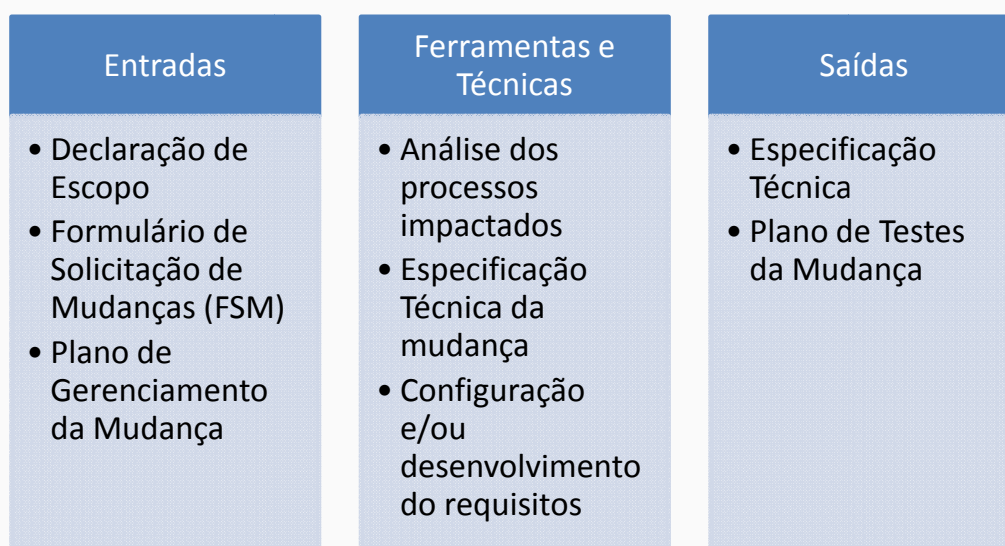 Entradas
• Declaração de
Escopo
• Formulário de
Solicitação de
Mudanças (FSM)
• Plano de
Gerenciamento
da Mudança
Ferramentas e
Técnicas
• Análise dos
processos
impactados
• Especificação
Técnica da
mudança
• Configuração
e/ou
desenvolvimento
do requisitos
Saídas
• Especificação
Técnica
• Plano de Testes
da Mudança